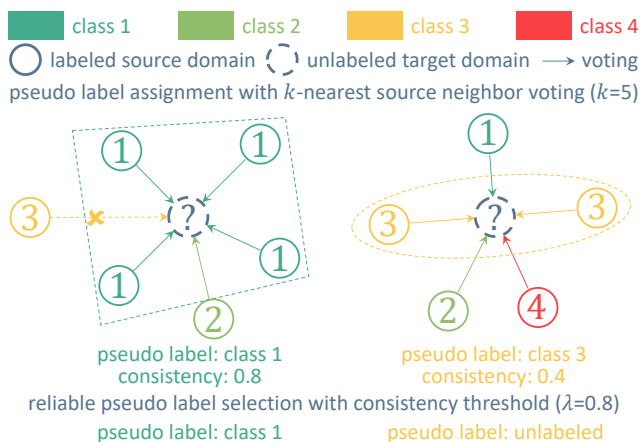 class 1 class 2 class 3 class 4
labeled source domain unlabeled target domain voting
pseudo label assignment with k-nearest source neighbor voting (k=5)
1 1 1
3 ? 3 ? 3
1 1
2 2 4
pseudo label: class 1 pseudo label: class 3
consistency: 0.8 consistency: 0.4
reliable pseudo label selection with consistency threshold (λ=0.8)
pseudo label: class 1 pseudo label: unlabeled